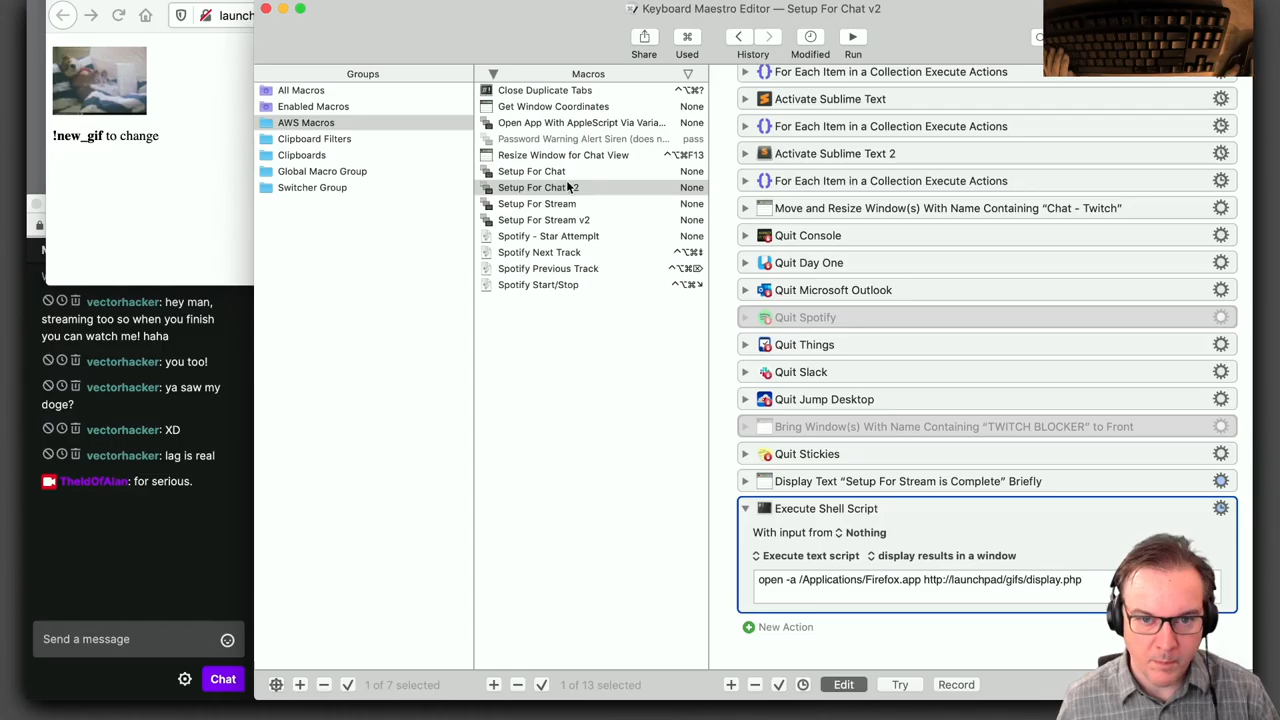 launch
!new_gif to change
vectorhacker: hey man,
streaming too so when you finish
you can watch me! haha
vectorhacker: you too!
vectorhacker: ya saw my
doge?
vectorhacker: XD
vectorhacker: lag is real
TheIdOfAlan: for serious.
Send a message
Chat
Keyboard Maestro Editor — Setup For Chat v2
Share
Used
History
Modified
Run
Groups
All Macros
Enabled Macros
AWS Macros
Clipboard Filters
Clipboards
Global Macro Group
Switcher Group
1 of 7 selected
Macros
Close Duplicate Tabs ^⌥⌘?
Get Window Coordinates None
Open App With AppleScript Via Varia... None
Password Warning Alert Siren (does n... pass
Resize Window for Chat View ^⌥⌘F13
Setup For Chat None
Setup For Chat 2 None
Setup For Stream None
Setup For Stream v2 None
Spotify - Star AttempIt None
Spotify Next Track ^⌥⌘⇟
Spotify Previous Track ^⌥⌘⌦
Spotify Start/Stop ^⌥⌘↘
1 of 13 selected
For Each Item in a Collection Execute Actions
Activate Sublime Text
For Each Item in a Collection Execute Actions
Activate Sublime Text 2
For Each Item in a Collection Execute Actions
Move and Resize Window(s) With Name Containing “Chat - Twitch”
Quit Console
Quit Day One
Quit Microsoft Outlook
Quit Spotify
Quit Things
Quit Slack
Quit Jump Desktop
Bring Window(s) With Name Containing “TWITCH BLOCKER” to Front
Quit Stickies
Display Text “Setup For Stream is Complete” Briefly
Execute Shell Script
With input from Nothing
Execute text script display results in a window
open -a /Applications/Firefox.app http://launchpad/gifs/display.php
New Action
Edit
Try
Record